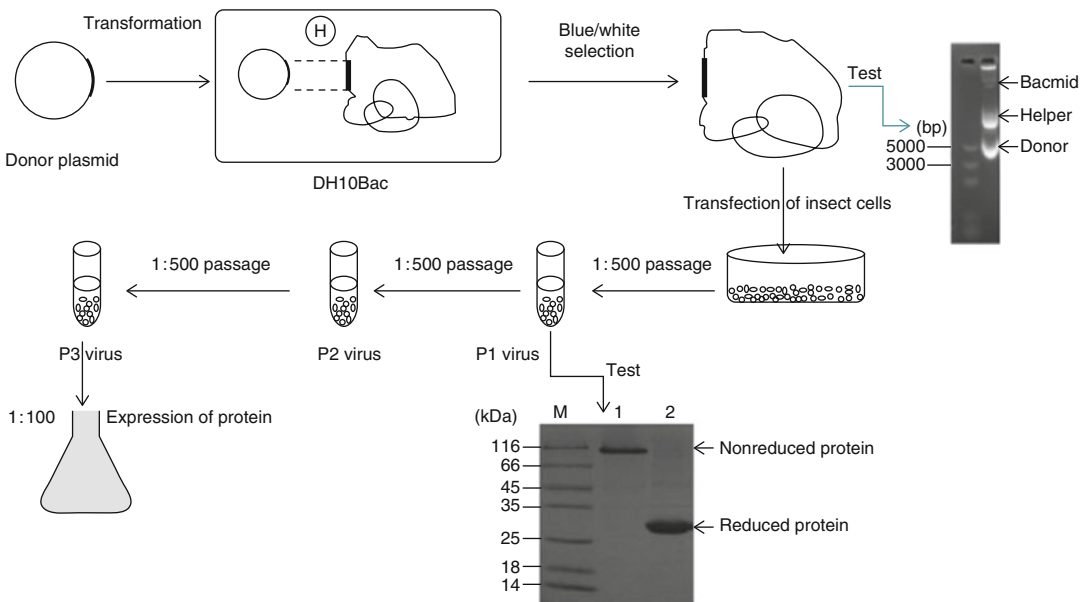 Transformation
H
Blue/white
selection
Test
Bacmid
Helper
(bp)
Donor
5000
3000
Donor plasmid
DH10Bac
Transfection of insect cells
1:500 passage
1:500 passage
1:500 passage
P3 virus
P2 virus
P1 virus
Test
1:100
Expression of protein
(kDa)
M
1
2
116
Nonreduced protein
66
45
35
Reduced protein
25
18
14